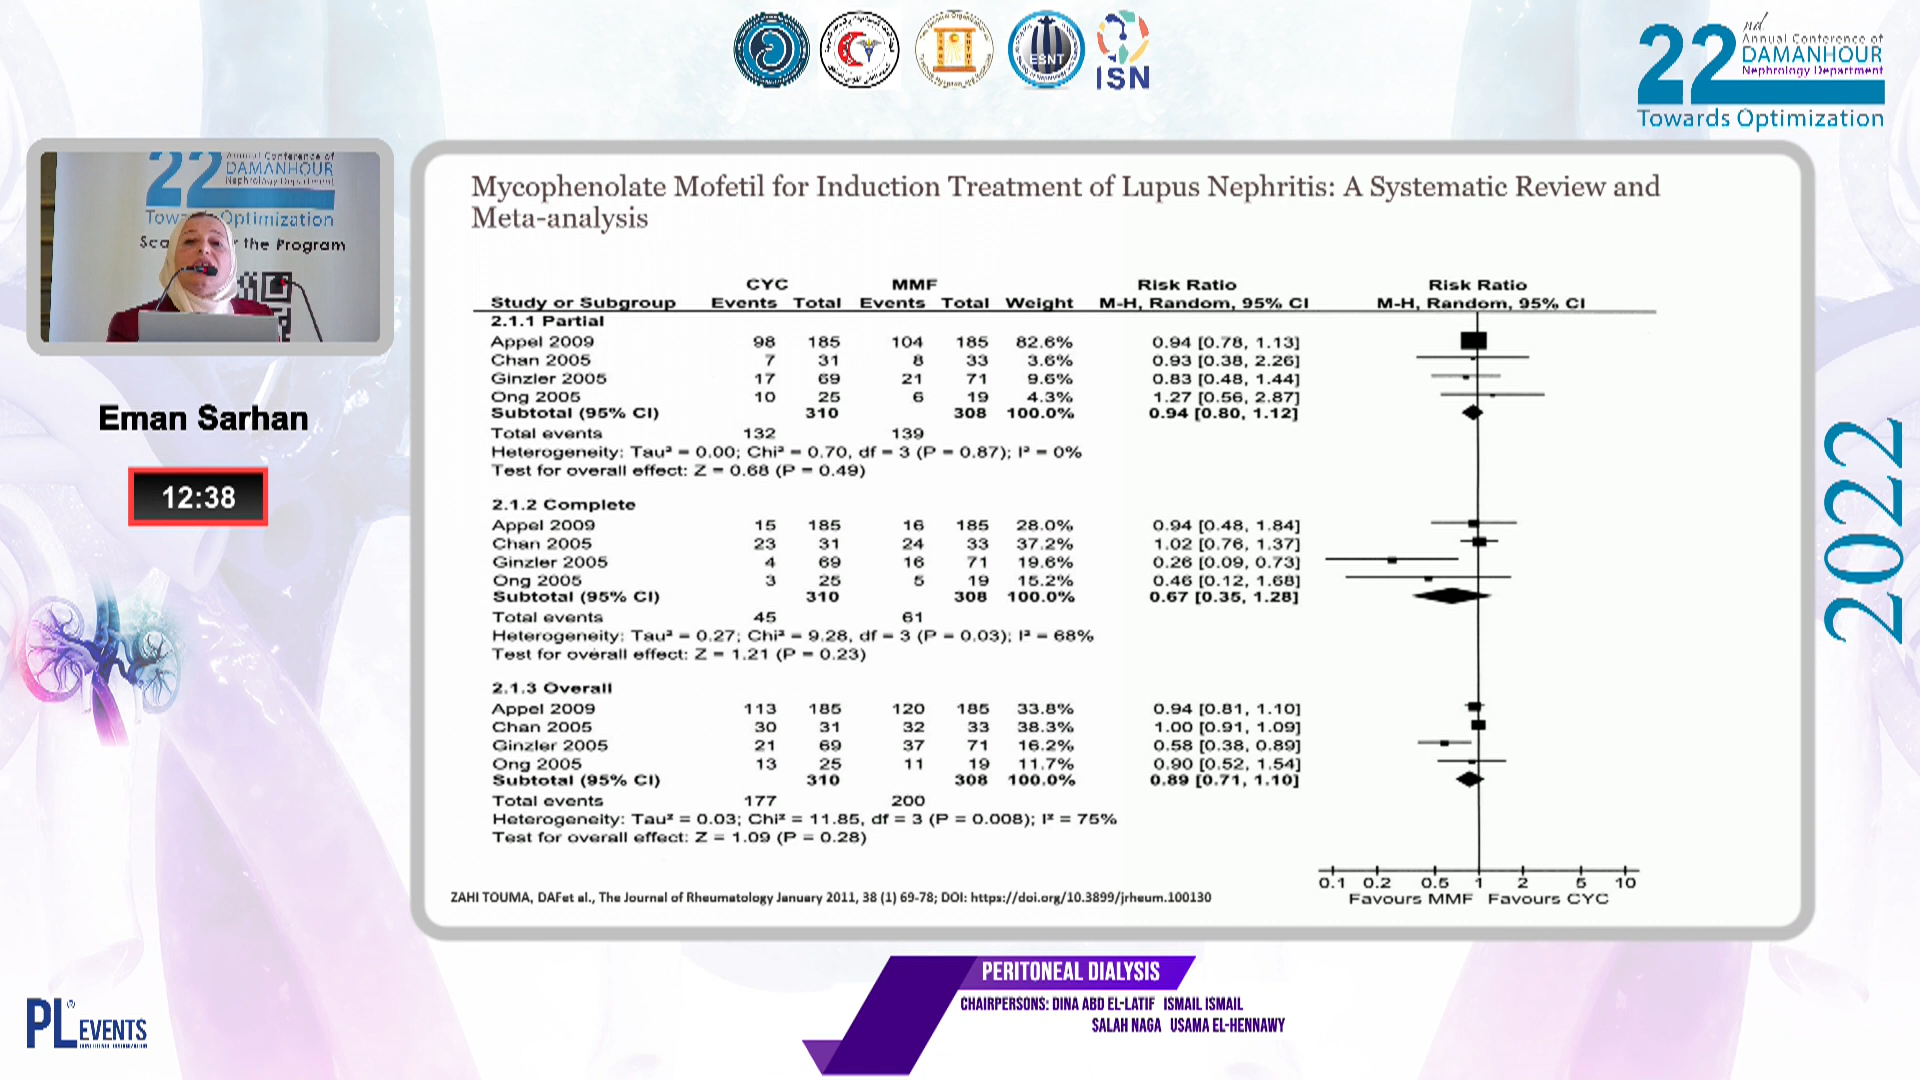 ESNT
ISN
22nd
Annual Conference of
DAMANHOUR
Nephrology Department
Towards Optimization
22
Annual Conference of
DAMANHOUR
Nephrology Department
Optimization
the Program
Eman Sarhan
12:38
Mycophenolate Mofetil for Induction Treatment of Lupus Nephritis: A Systematic Review and
Meta-analysis
CYC MMF Risk Ratio Risk Ratio
Study or Subgroup Events Total Events Total Weight M-H, Random, 95% CI M-H, Random, 95% CI
2.1.1 Partial
Appel 2009 98 185 104 185 82.6% 0.94 [0.78, 1.13]
Chan 2005 7 31 8 33 3.6% 0.93 [0.38, 2.26]
Ginzler 2005 17 69 21 71 9.6% 0.83 [0.48, 1.44]
Ong 2005 10 25 6 19 4.3% 1.27 [0.56, 2.87]
Subtotal (95% CI) 310 308 100.0% 0.94 [0.80, 1.12]
Total events 132 139
Heterogeneity: Tau² = 0.00; Chi² = 0.70, df = 3 (P = 0.87); I² = 0%
Test for overall effect: Z = 0.68 (P = 0.49)
2.1.2 Complete
Appel 2009 15 185 16 185 28.0% 0.94 [0.48, 1.84]
Chan 2005 23 31 24 33 37.2% 1.02 [0.76, 1.37]
Ginzler 2005 4 69 16 71 19.6% 0.26 [0.09, 0.73]
Ong 2005 3 25 5 19 15.2% 0.46 [0.12, 1.68]
Subtotal (95% CI) 310 308 100.0% 0.67 [0.35, 1.28]
Total events 45 61
Heterogeneity: Tau² = 0.27; Chi² = 9.28, df = 3 (P = 0.03); I² = 68%
Test for overall effect: Z = 1.21 (P = 0.23)
2.1.3 Overall
Appel 2009 113 185 120 185 33.8% 0.94 [0.81, 1.10]
Chan 2005 30 31 32 33 38.3% 1.00 [0.91, 1.09]
Ginzler 2005 21 69 37 71 16.2% 0.58 [0.38, 0.89]
Ong 2005 13 25 11 19 11.7% 0.90 [0.52, 1.54]
Subtotal (95% CI) 310 308 100.0% 0.89 [0.71, 1.10]
Total events 177 200
Heterogeneity: Tau² = 0.03; Chi² = 11.85, df = 3 (P = 0.008); I² = 75%
Test for overall effect: Z = 1.09 (P = 0.28)
0.1 0.2 0.5 1 2 5 10
Favours MMF Favours CYC
ZAHI TOUMA, DAFet al., The Journal of Rheumatology January 2011, 38 (1) 69-78; DOI: https://doi.org/10.3899/jrheum.100130
2022
PERITONEAL DIALYSIS
CHAIRPERSONS: DINA ABD EL-LATIF ISMAIL ISMAIL
SALAH NAGA USAMA EL-HENNAWY
PL® EVENTS